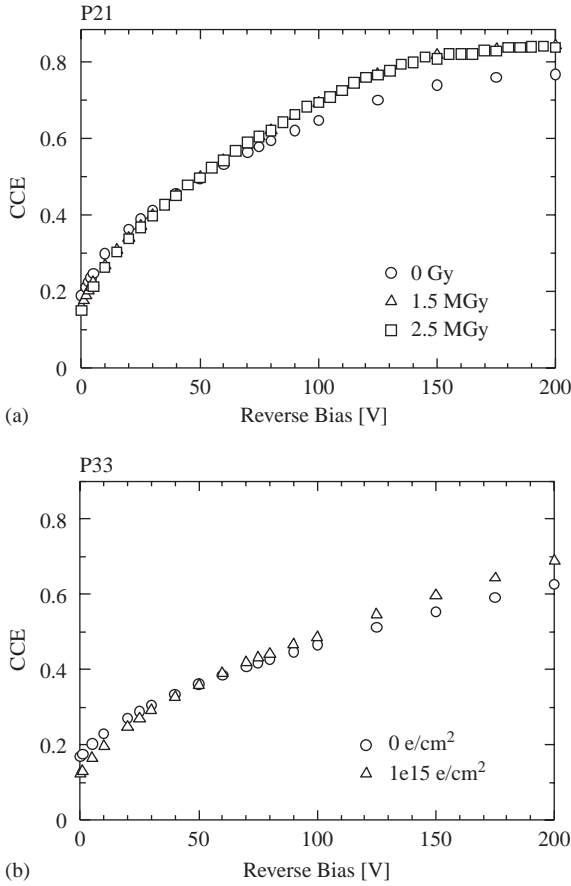 P21
0.8
0.6
0.4
0.2
0
CCE
0 Gy
1.5 MGy
2.5 MGy
0 50 100 150 200
(a) Reverse Bias [V]
P33
0.8
0.6
0.4
0.2
0
CCE
0 e/cm²
1e15 e/cm²
0 50 100 150 200
(b) Reverse Bias [V]